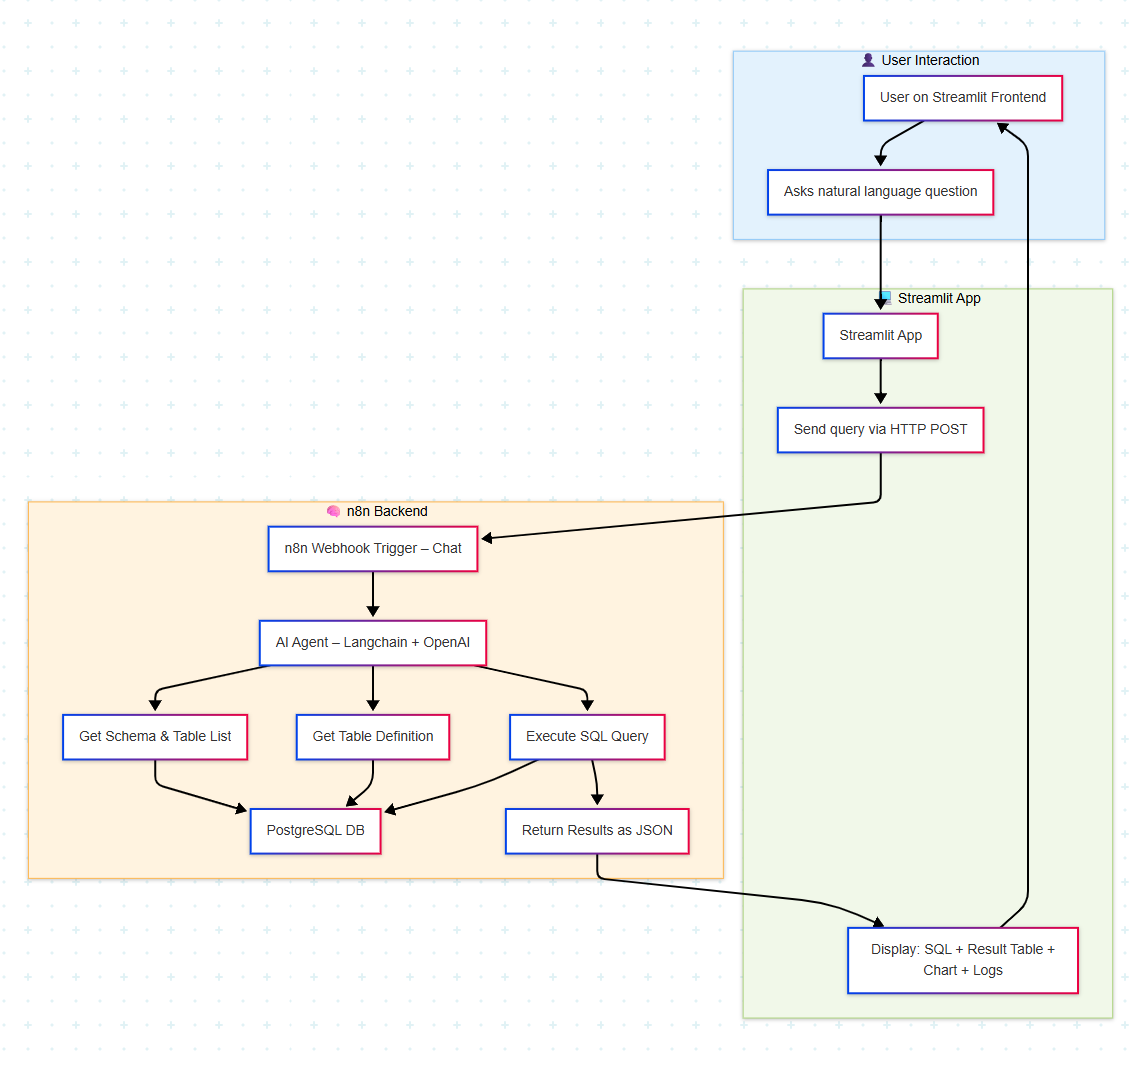 👤 User Interaction
User on Streamlit Frontend
Asks natural language question
Streamlit App
Streamlit App
Send query via HTTP POST
🧠 n8n Backend
n8n Webhook Trigger – Chat
AI Agent – Langchain + OpenAI
Get Schema & Table List
Get Table Definition
Execute SQL Query
PostgreSQL DB
Return Results as JSON
Display: SQL + Result Table +
Chart + Logs